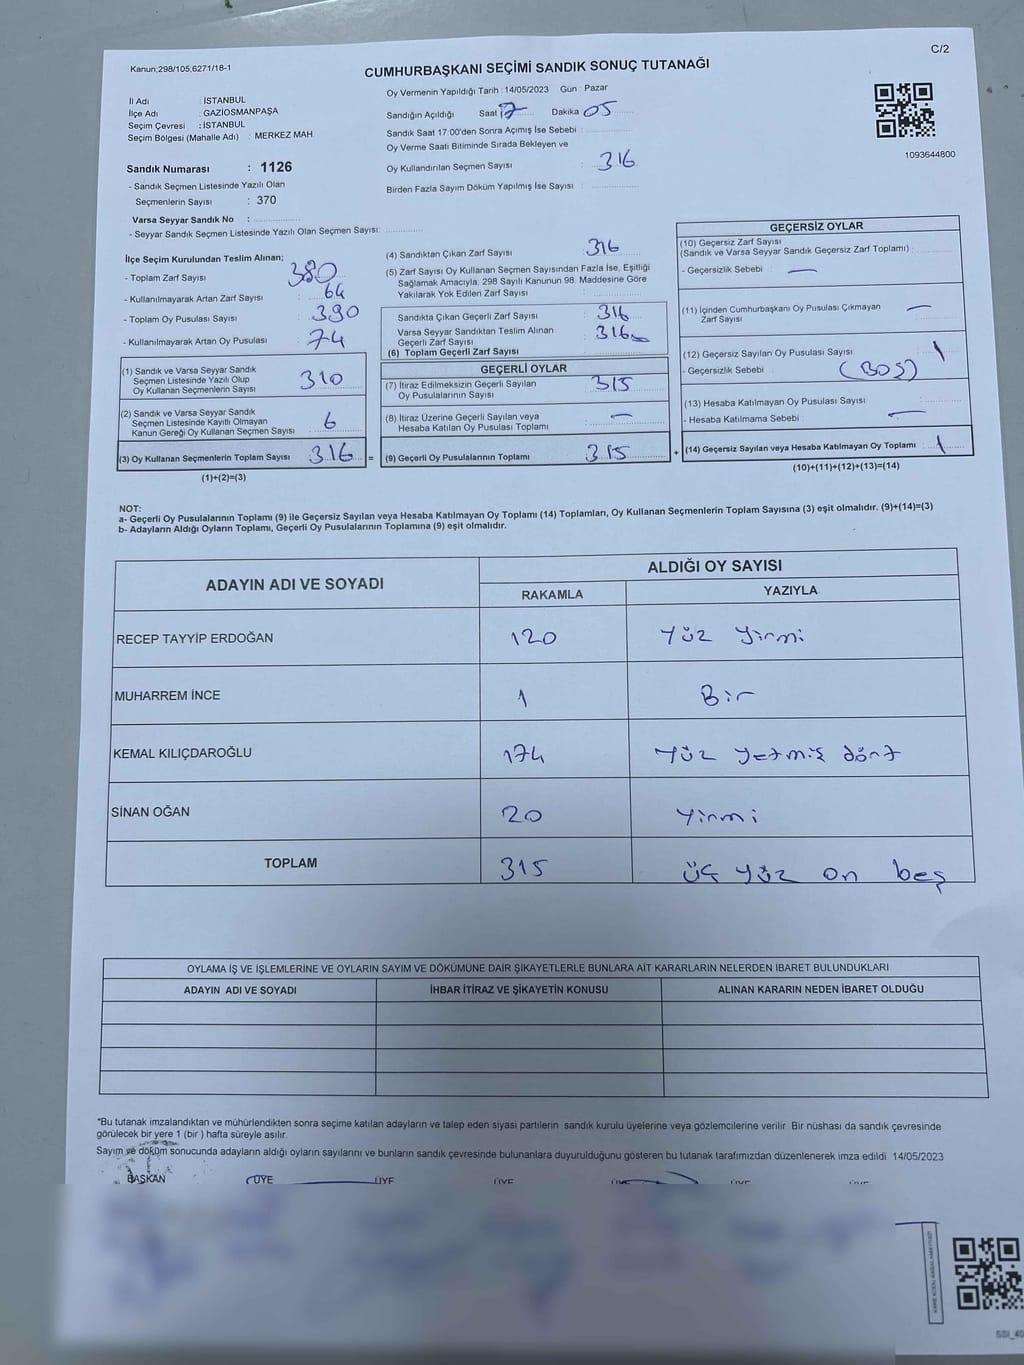 C/2
Kanun;298/105,6271/18-1
CUMHURBAŞKANI SEÇİMİ SANDIK SONUÇ TUTANAĞI
İl Adı : İSTANBUL
İlçe Adı : GAZİOSMANPAŞA
Seçim Çevresi : İSTANBUL
Seçim Bölgesi (Mahalle Adı) : MERKEZ MAH.
Sandık Numarası : 1126
- Sandık Seçmen Listesinde Yazılı Olan
Seçmenlerin Sayısı : 370
Varsa Seyyar Sandık No :
- Seyyar Sandık Seçmen Listesinde Yazılı Olan Seçmen Sayısı:
Oy Vermenin Yapıldığı Tarih : 14/05/2023 Gün : Pazar
Sandığın Açıldığı Saat 17 Dakika 05
Sandık Saat 17:00'den Sonra Açımış İse Sebebi :
Oy Verme Saati Bitiminde Sırada Bekleyen ve
Oy Kullandırılan Seçmen Sayısı : 316
Birden Fazla Sayım Döküm Yapılmış İse Sayısı :
1093644800
İlçe Seçim Kurulundan Teslim Alınan;
- Toplam Zarf Sayısı : 380
- Kullanılmayarak Artan Zarf Sayısı : 64
- Toplam Oy Pusulası Sayısı : 390
- Kullanılmayarak Artan Oy Pusulası : 74
(1) Sandık ve Varsa Seyyar Sandık
Seçmen Listesinde Yazılı Olup
Oy Kullanan Seçmenlerin Sayısı : 310
(2) Sandık ve Varsa Seyyar Sandık
Seçmen Listesinde Kayıtlı Olmayan
Kanun Gereği Oy Kullanan Seçmen Sayısı : 6
(3) Oy Kullanan Seçmenlerin Toplam Sayısı : 316 =
(1)+(2)=(3)
(4) Sandıktan Çıkan Zarf Sayısı : 316
(5) Zarf Sayısı Oy Kullanan Seçmen Sayısından Fazla İse, Eşitliği
Sağlamak Amacıyla; 298 Sayılı Kanunun 98. Maddesine Göre
Yakılarak Yok Edilen Zarf Sayısı :
Sandıkta Çıkan Geçerli Zarf Sayısı : 316
Varsa Seyyar Sandıktan Teslim Alınan
Geçerli Zarf Sayısı : 316
(6) Toplam Geçerli Zarf Sayısı
GEÇERLİ OYLAR
(7) İtiraz Edilmeksizin Geçerli Sayılan
Oy Pusulalarının Sayısı : 315
(8) İtiraz Üzerine Geçerli Sayılan veya
Hesaba Katılan Oy Pusulası Toplamı : —
(9) Geçerli Oy Pusulalarının Toplamı : 315 +
GEÇERSİZ OYLAR
(10) Geçersiz Zarf Sayısı
(Sandık ve Varsa Seyyar Sandık Geçersiz Zarf Toplamı) :
- Geçersizlik Sebebi : —
(11) İçinden Cumhurbaşkanı Oy Pusulası Çıkmayan
Zarf Sayısı : —
(12) Geçersiz Sayılan Oy Pusulası Sayısı : 1
- Geçersizlik Sebebi : (BOŞ)
(13) Hesaba Katılmayan Oy Pusulası Sayısı :
- Hesaba Katılmama Sebebi : —
(14) Geçersiz Sayılan veya Hesaba Katılmayan Oy Toplamı : 1
(10)+(11)+(12)+(13)=(14)
NOT:
a- Geçerli Oy Pusulalarının Toplamı (9) ile Geçersiz Sayılan veya Hesaba Katılmayan Oy Toplamı (14) Toplamları, Oy Kullanan Seçmenlerin Toplam Sayısına (3) eşit olmalıdır. (9)+(14)=(3)
b- Adayların Aldığı Oyların Toplamı, Geçerli Oy Pusulalarının Toplamına (9) eşit olmalıdır.
ADAYIN ADI VE SOYADI ALDIĞI OY SAYISI
RAKAMLA YAZIYLA
RECEP TAYYİP ERDOĞAN 120 Yüz yirmi
MUHARREM İNCE 1 Bir
KEMAL KILIÇDAROĞLU 174 Yüz yetmiş dört
SİNAN OĞAN 20 Yirmi
TOPLAM 315 üç yüz on beş
OYLAMA İŞ VE İŞLEMLERİNE VE OYLARIN SAYIM VE DÖKÜMÜNE DAİR ŞİKAYETLERLE BUNLARA AİT KARARLARIN NELERDEN İBARET BULUNDUKLARI
ADAYIN ADI VE SOYADI İHBAR İTİRAZ VE ŞİKAYETİN KONUSU ALINAN KARARIN NEDEN İBARET OLDUĞU
*Bu tutanak imzalandıktan ve mühürlendikten sonra seçime katılan adayların ve talep eden siyasi partilerin sandık kurulu üyelerine veya gözlemcilerine verilir Bir nüshası da sandık çevresinde
görülecek bir yere 1 (bir ) hafta süreyle asılır.
Sayım ve döküm sonucunda adayların aldığı oyların sayılarını ve bunların sandık çevresinde bulunanlara duyurulduğunu gösteren bu tutanak tarafımızdan düzenlenerek imza edildi. 14/05/2023
BAŞKAN ÜYE ÜYE ÜYE ÜYE ÜYE ÜYE